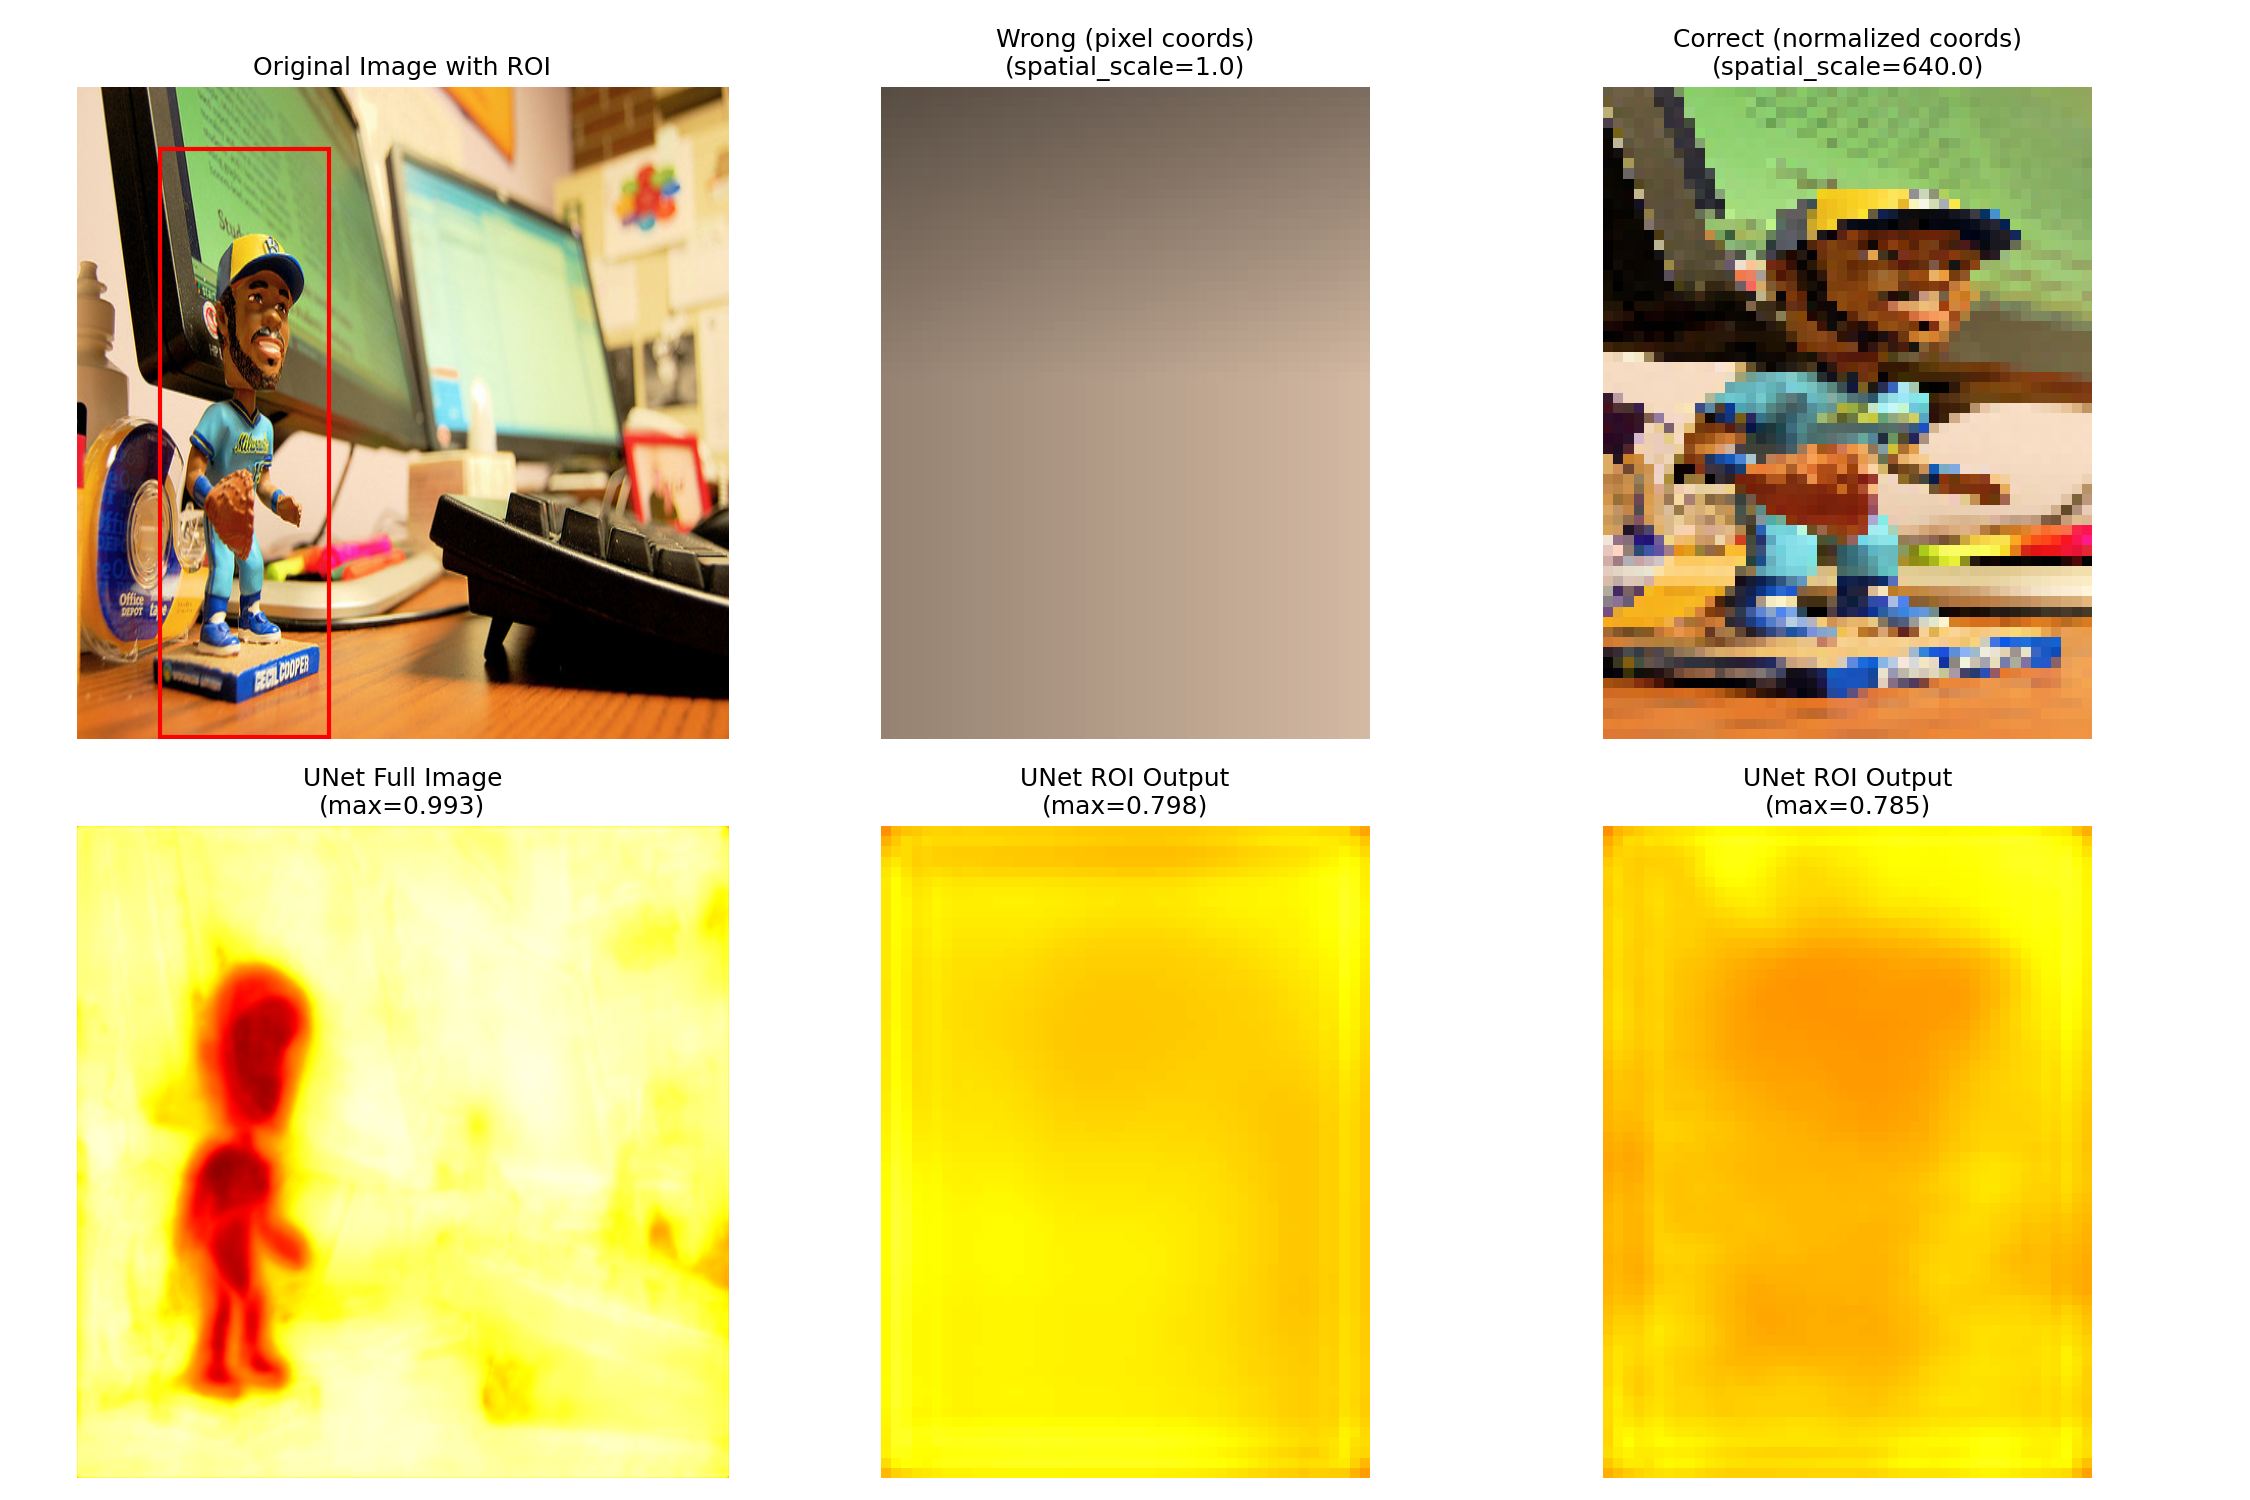 Original Image with ROI
Wrong (pixel coords)
(spatial_scale=1.0)
Correct (normalized coords)
(spatial_scale=640.0)
Stud
Office
DEPOT
tape
CECIL COOPER
UNet Full Image
(max=0.993)
UNet ROI Output
(max=0.798)
UNet ROI Output
(max=0.785)